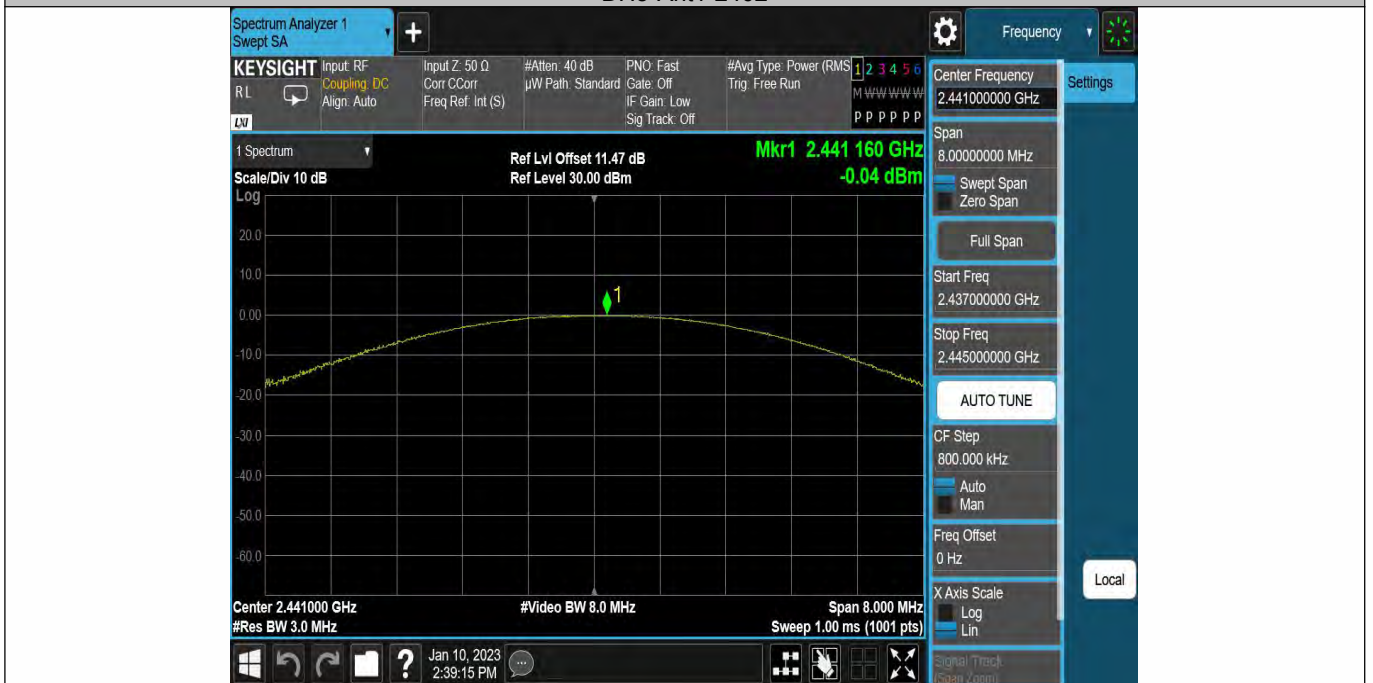 Spectrum Analyzer 1
Swept SA
+
Frequency
KEYSIGHT
RL
LXI
Input: RF
Coupling: DC
Align: Auto
Input Z: 50 Ω
Corr CCorr
Freq Ref: Int (S)
#Atten: 40 dB
µW Path: Standard
PNO: Fast
Gate: Off
IF Gain: Low
Sig Track: Off
#Avg Type: Power (RMS
Trig: Free Run
1 2 3 4 5 6
M W W W W W
P P P P P P
1 Spectrum
Scale/Div 10 dB
Ref Lvl Offset 11.47 dB
Ref Level 30.00 dBm
Mkr1 2.441 160 GHz
-0.04 dBm
Log
20.0
10.0
0.00
-10.0
-20.0
-30.0
-40.0
-50.0
-60.0
1
Center 2.441000 GHz
#Res BW 3.0 MHz
#Video BW 8.0 MHz
Span 8.000 MHz
Sweep 1.00 ms (1001 pts)
Center Frequency
2.441000000 GHz
Settings
Span
8.00000000 MHz
Swept Span
Zero Span
Full Span
Start Freq
2.437000000 GHz
Stop Freq
2.445000000 GHz
AUTO TUNE
CF Step
800.000 kHz
Auto
Man
Freq Offset
0 Hz
X Axis Scale
Log
Lin
Signal Track
(Span Zoom)
Local
?
Jan 10, 2023
2:39:15 PM